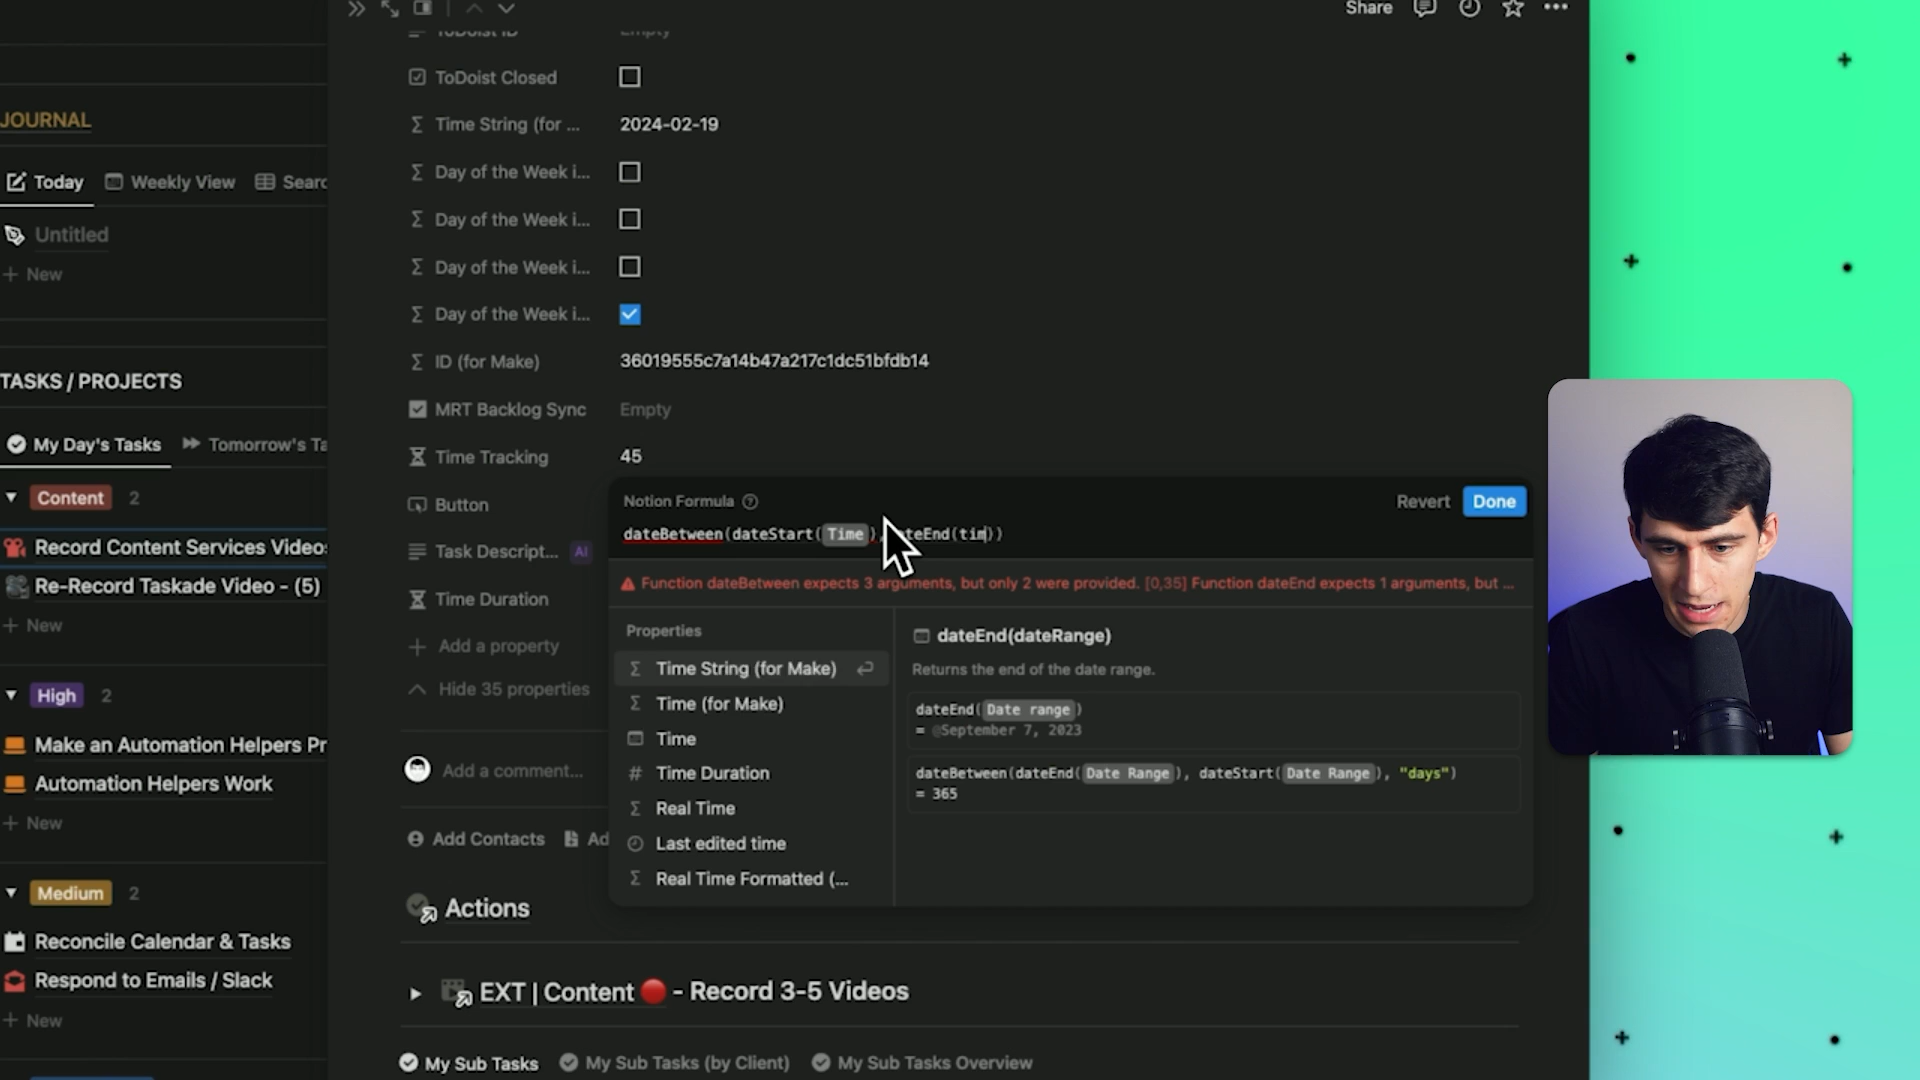 Share
ToDoist ID
Empty
ToDoist Closed
JOURNAL
Time String (for ...
2024-02-19
Today
Weekly View
Searc
Day of the Week i...
Day of the Week i...
Untitled
New
Day of the Week i...
Day of the Week i...
ID (for Make)
36019555c7a14b47a217c1dc51bfdb14
TASKS / PROJECTS
MRT Backlog Sync
Empty
My Day's Tasks
Tomorrow's Ta
Time Tracking
45
Content 2
Button
Notion Formula
Revert
Done
dateBetween(dateStart(Time) teEnd(tim))
Record Content Services Videos
Task Descript... AI
Re-Record Taskade Video - (5)
Function dateBetween expects 3 arguments, but only 2 were provided. [0,35] Function dateEnd expects 1 arguments, but ...
Time Duration
New
Add a property
Hide 35 properties
Properties
Time String (for Make)
Time (for Make)
Time
Time Duration
Real Time
Last edited time
Real Time Formatted (...
dateEnd(dateRange)
Returns the end of the date range.
dateEnd(Date range)
= @September 7, 2023
dateBetween(dateEnd(Date Range), dateStart(Date Range), "days")
= 365
High 2
Make an Automation Helpers Pr
Automation Helpers Work
New
Add a comment...
Add Contacts
Ad
Medium 2
Actions
Reconcile Calendar & Tasks
Respond to Emails / Slack
New
EXT | Content 🔴 - Record 3-5 Videos
My Sub Tasks
My Sub Tasks (by Client)
My Sub Tasks Overview